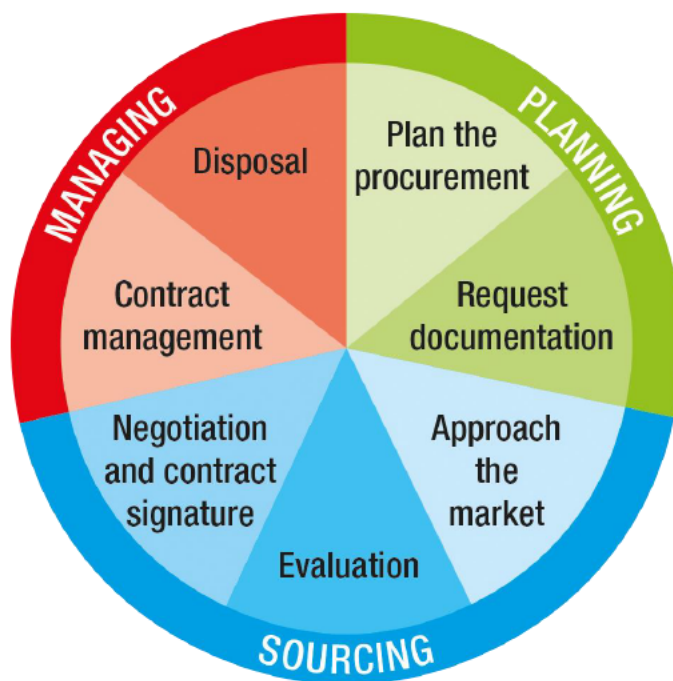 PLANNING
Plan the
procurement
Request
documentation
SOURCING
Approach
the
market
Evaluation
Negotiation
and contract
signature
MANAGING
Contract
management
Disposal